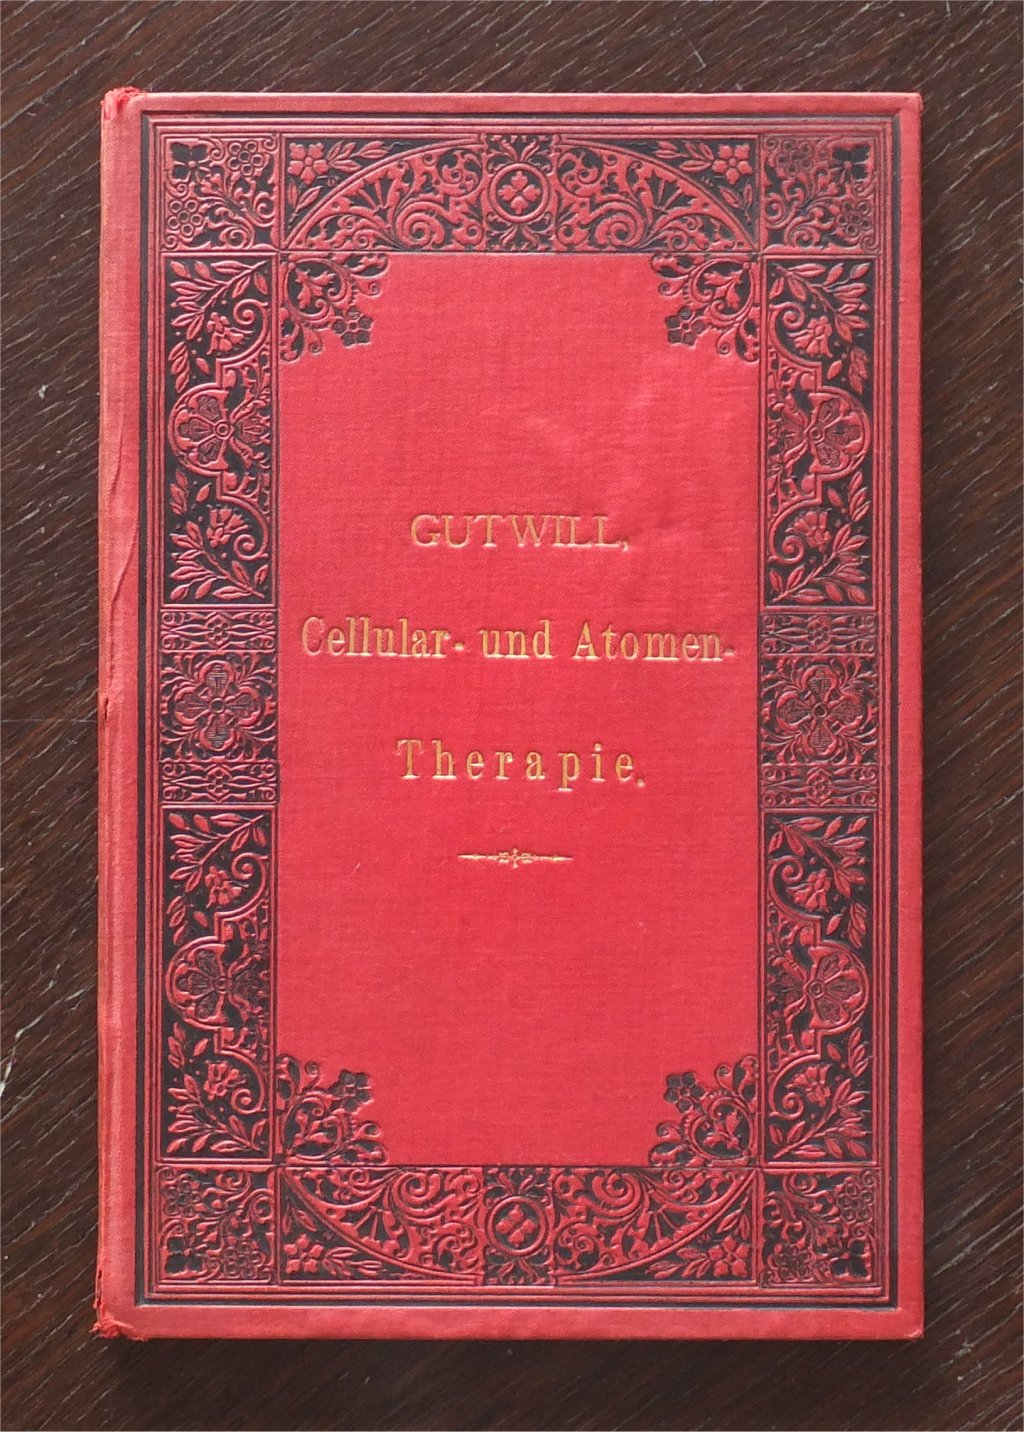 GUTWILL,
Cellular- und Atomen-
Therapie.